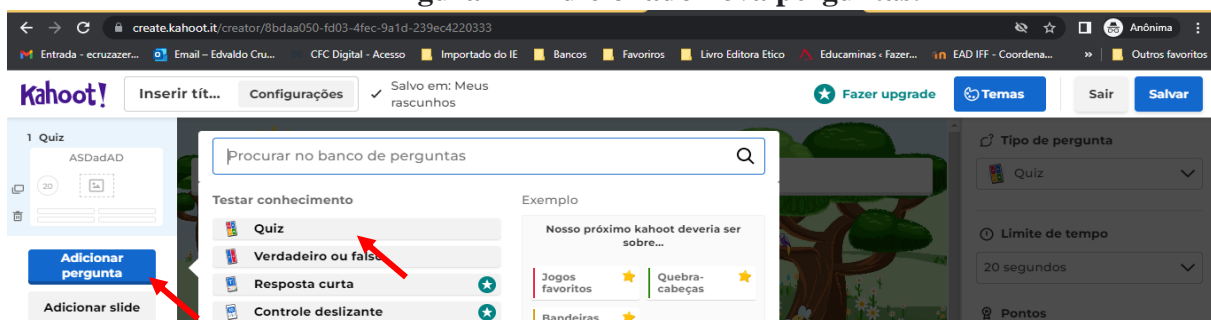 create.kahoot.it/creator/8bdaa050-fd03-4fec-9a1d-239ec4220333
Anônima
Entrada - ecruzazer...
Email – Edvaldo Cru...
CFC Digital - Acesso
Importado do IE
Bancos
Favoriros
Livro Editora Etico
Educaminas ‹ Fazer...
EAD IFF - Coordena...
»
Outros favoritos
Kahoot!
Inserir tít...
Configurações
Salvo em: Meus
rascunhos
Fazer upgrade
Temas
Sair
Salvar
1 Quiz
ASDadAD
20
Adicionar
pergunta
Adicionar slide
Procurar no banco de perguntas
Testar conhecimento
Quiz
Verdadeiro ou falso
Resposta curta
Controle deslizante
Exemplo
Nosso próximo kahoot deveria ser
sobre...
Jogos
favoritos
Quebra-
cabeças
Bandeiras
Tipo de pergunta
Quiz
Limite de tempo
20 segundos
Pontos